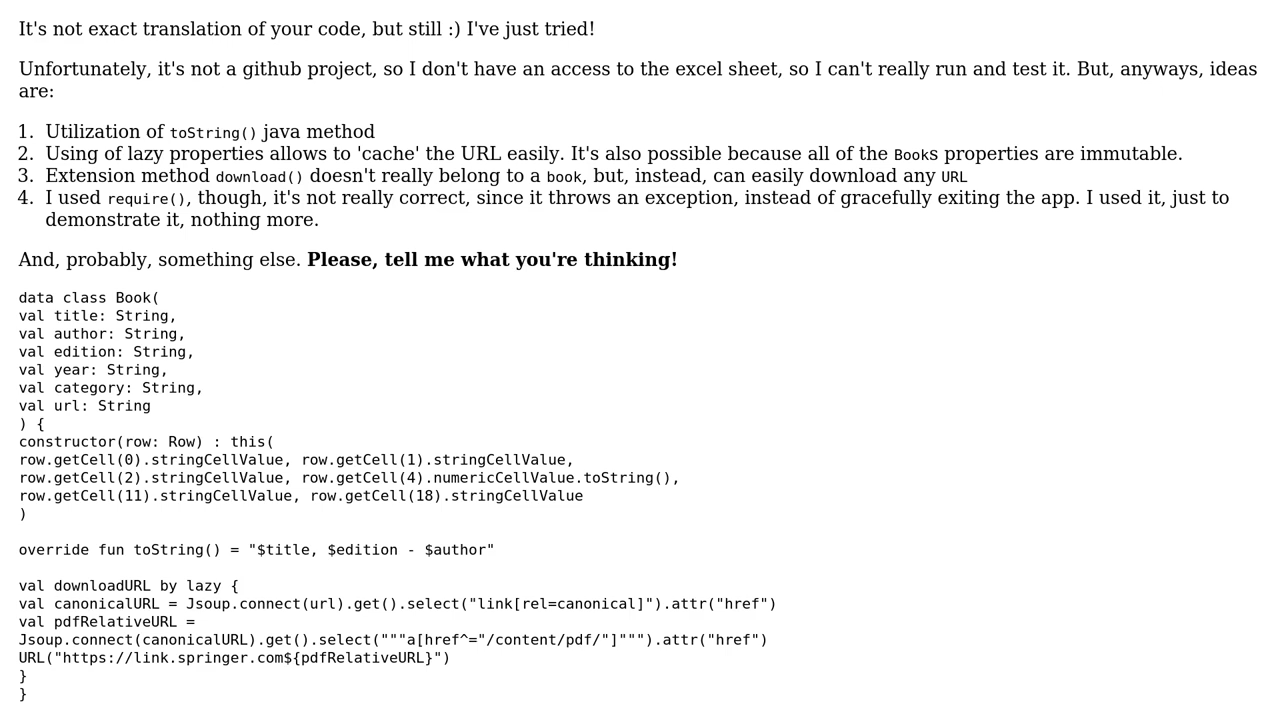 It's not exact translation of your code, but still :) I've just tried!
Unfortunately, it's not a github project, so I don't have an access to the excel sheet, so I can't really run and test it. But, anyways, ideas
are:
1. Utilization of toString() java method
2. Using of lazy properties allows to 'cache' the URL easily. It's also possible because all of the Books properties are immutable.
3. Extension method download() doesn't really belong to a book, but, instead, can easily download any URL
4. I used require(), though, it's not really correct, since it throws an exception, instead of gracefully exiting the app. I used it, just to
demonstrate it, nothing more.
And, probably, something else. Please, tell me what you're thinking!
data class Book(
val title: String,
val author: String,
val edition: String,
val year: String,
val category: String,
val url: String
) {
constructor(row: Row) : this(
row.getCell(0).stringCellValue, row.getCell(1).stringCellValue,
row.getCell(2).stringCellValue, row.getCell(4).numericCellValue.toString(),
row.getCell(11).stringCellValue, row.getCell(18).stringCellValue
)
override fun toString() = "$title, $edition - $author"
val downloadURL by lazy {
val canonicalURL = Jsoup.connect(url).get().select("link[rel=canonical]").attr("href")
val pdfRelativeURL =
Jsoup.connect(canonicalURL).get().select("""a[href^="/content/pdf/"]""").attr("href")
URL("https://link.springer.com${pdfRelativeURL}")
}
}